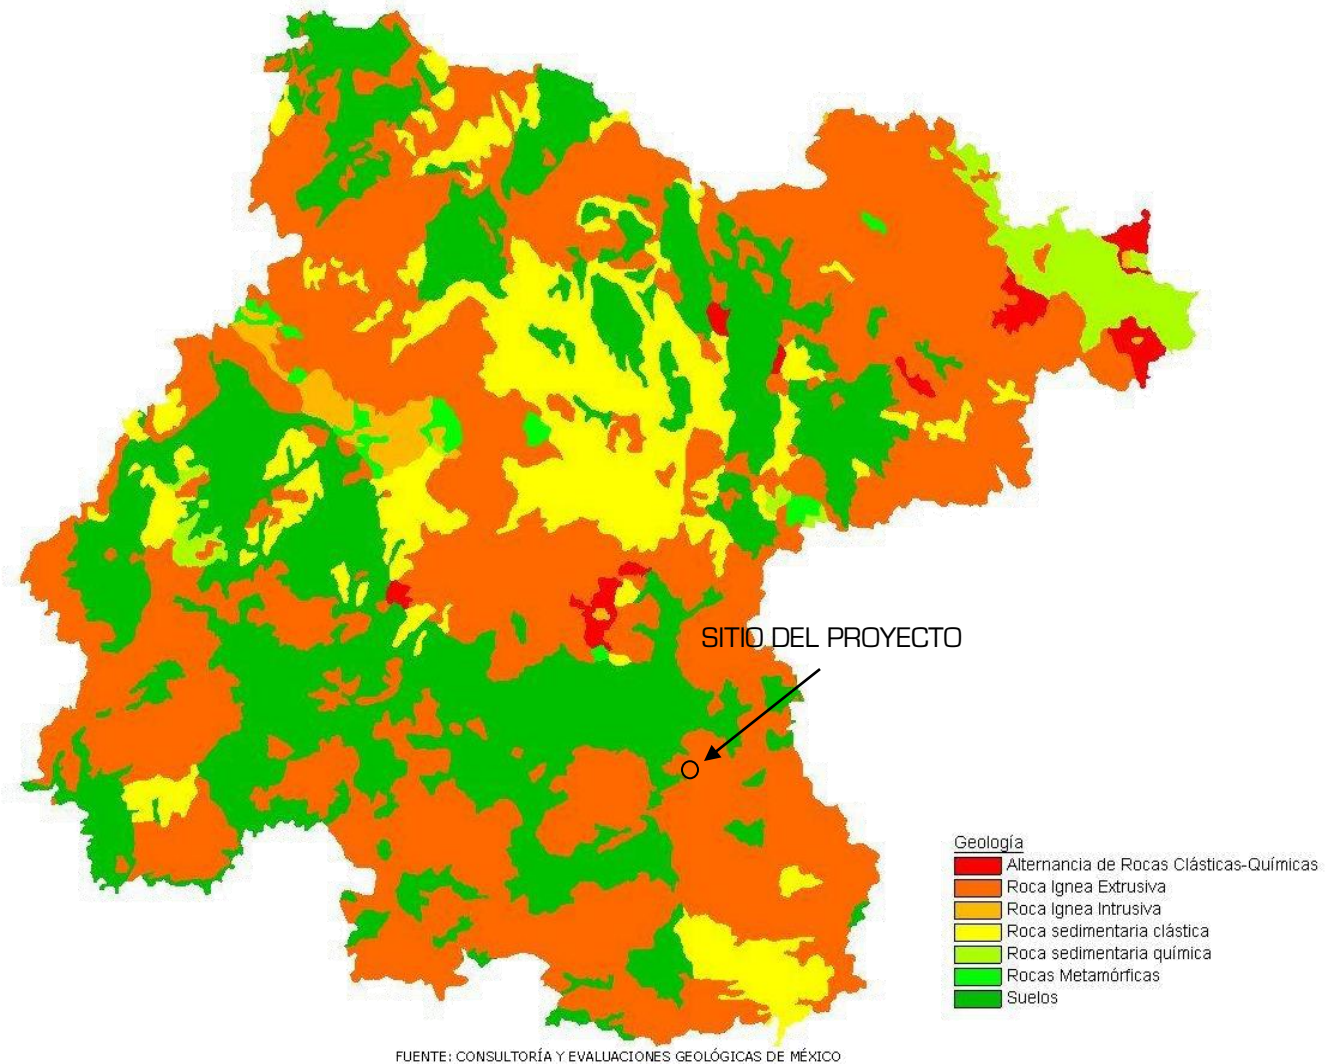 SITIO DEL PROYECTO
Geología
Alternancia de Rocas Clásticas-Químicas
Roca Ignea Extrusiva
Roca Ignea Intrusiva
Roca sedimentaria clástica
Roca sedimentaria química
Rocas Metamórficas
Suelos
FUENTE: CONSULTORÍA Y EVALUACIONES GEOLÓGICAS DE MÉXICO